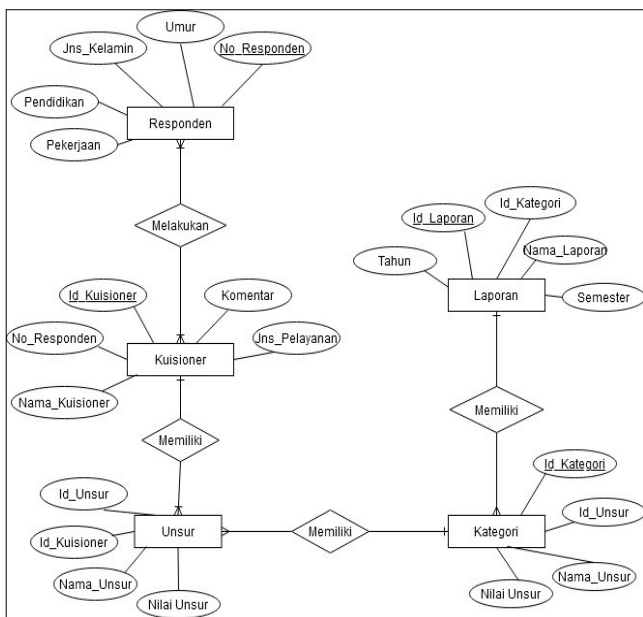 Umur
Jns_Kelamin
No_Responden
Pendidikan
Pekerjaan
Responden
Melakukan
Id_Kuisioner
Komentar
No_Responden
Jns_Pelayanan
Kuisioner
Nama_Kuisioner
Memiliki
Id_Unsur
Id_Kuisioner
Unsur
Nama_Unsur
Nilai Unsur
Memiliki
Id_Kategori
Id_Laporan
Nama_Laporan
Tahun
Laporan
Semester
Memiliki
Id_Kategori
Id_Unsur
Kategori
Nama_Unsur
Nilai Unsur